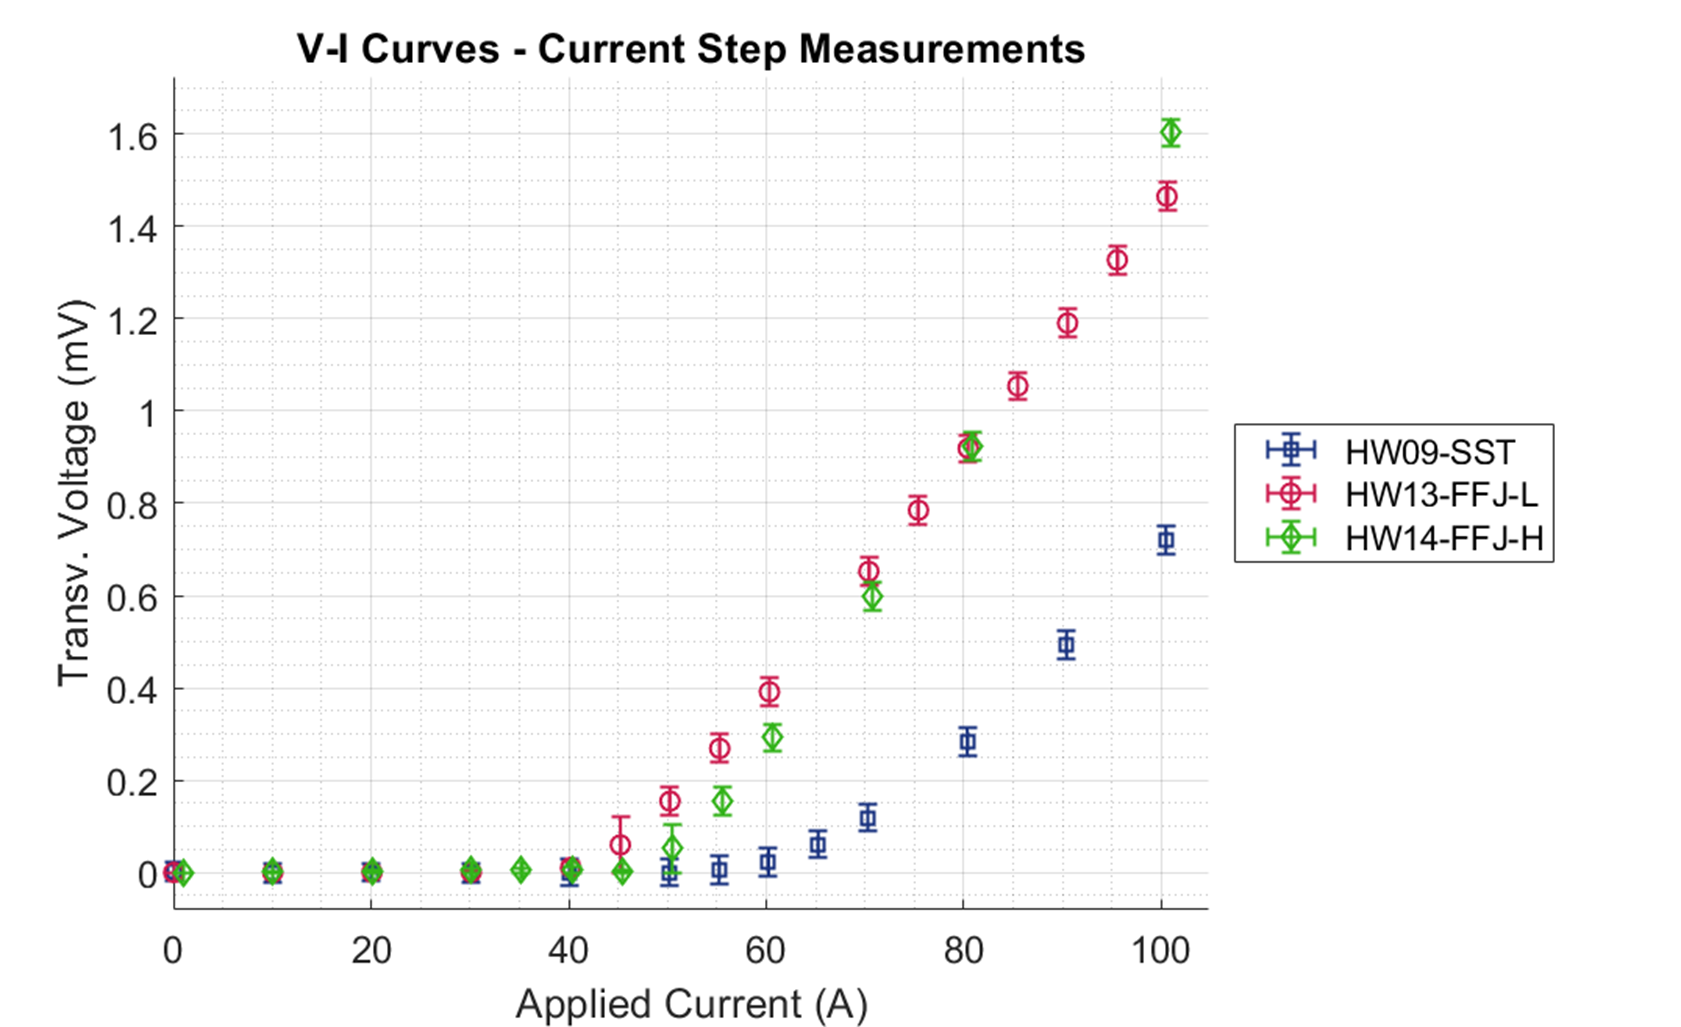 V-I Curves - Current Step Measurements
Transv. Voltage (mV)
1.6
1.4
1.2
1
0.8
0.6
0.4
0.2
0
0 20 40 60 80 100
Applied Current (A)
HW09-SST
HW13-FFJ-L
HW14-FFJ-H